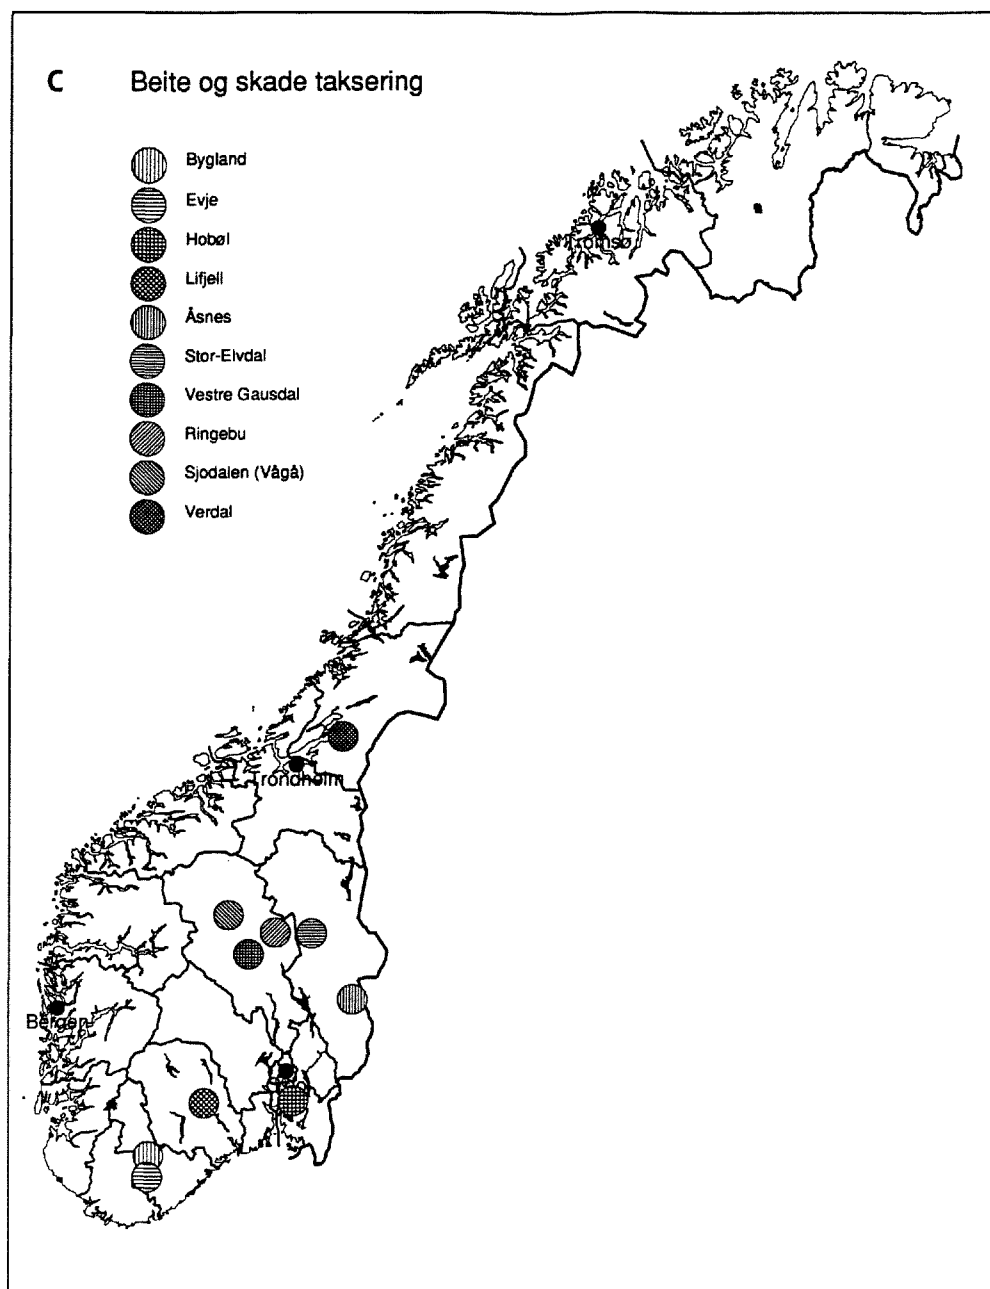 C Beite og skade taksering
Bygland
Evje
Hobøl
Lifjell
Åsnes
Stor-Elvdal
Vestre Gausdal
Ringebu
Sjodalen (Vågå)
Verdal
Tromsø
Trondheim
Bergen